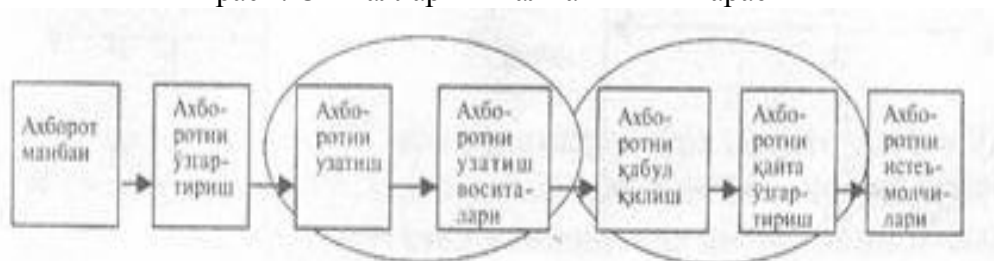 Ахборот
манбаи
Ахбо-
ротни
ўзгар-
тириш
Ахбо-
ротни
узатиш
Ахбо-
ротни
узатиш
восита-
лари
Ахбо-
ротни
қабул
қилиш
Ахбо-
ротни
қайта
ўзгар-
тириш
Ахбо-
ротни
истеъ-
молчи-
лари